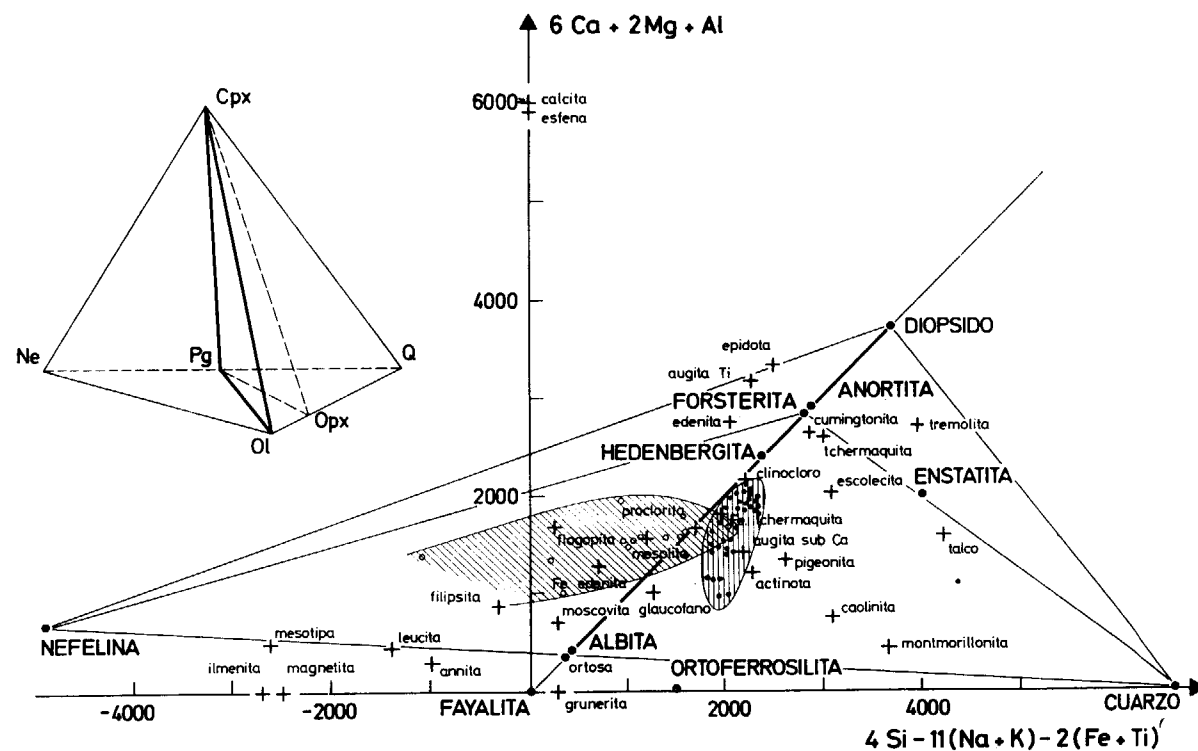 6 Ca + 2Mg + Al
6000
calcita
esfena
Cpx
Ne
Pg
Q
Opx
Ol
4000
DIOPSIDO
epidota
augita Ti
FORSTERITA
ANORTITA
edenita
cumingtonita
tremolita
tchermaquita
HEDENBERGITA
ENSTATITA
clinocloro
escolecita
2000
proclorita
tchermaquita
flogopita
mesolita
augita sub Ca
talco
pigeonita
Fe edenita
actinota
filipsita
moscovita
glaucofano
caolinita
NEFELINA
mesotipa
leucita
ALBITA
montmorillonita
ilmenita
magnetita
annita
ortosa
ORTOFERROSILITA
-4000
-2000
FAYALITA
grunerita
2000
4000
CUARZO
4 Si - 11(Na + K) - 2(Fe + Ti)